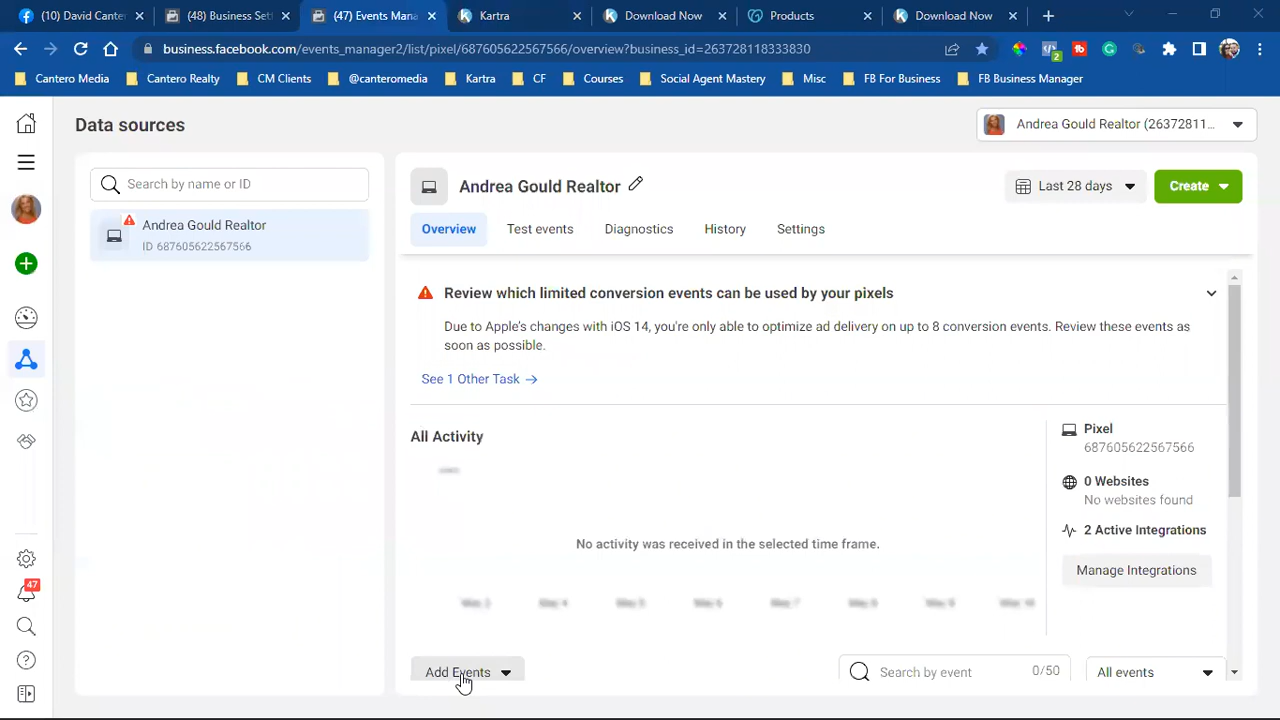 David Canter
(48) Business Set
(47) Events Mana
Kartra
Download Now
Products
Download Now
business.facebook.com/events_manager2/list/pixel/687605622567566/overview?business_id=263728118333830
2
Cantero Media
Cantero Realty
CM Clients
@canteromedia
Kartra
CF
Courses
Social Agent Mastery
Misc
FB For Business
FB Business Manager
Data sources
Andrea Gould Realtor (26372811...
Search by name or ID
Andrea Gould Realtor
ID 687605622567566
Andrea Gould Realtor
Last 28 days
Create
Overview
Test events
Diagnostics
History
Settings
Review which limited conversion events can be used by your pixels
Due to Apple's changes with iOS 14, you're only able to optimize ad delivery on up to 8 conversion events. Review these events as
soon as possible.
See 1 Other Task →
All Activity
No activity was received in the selected time frame.
Pixel
687605622567566
0 Websites
No websites found
2 Active Integrations
Manage Integrations
47
Add Events
Search by event
0/50
All events